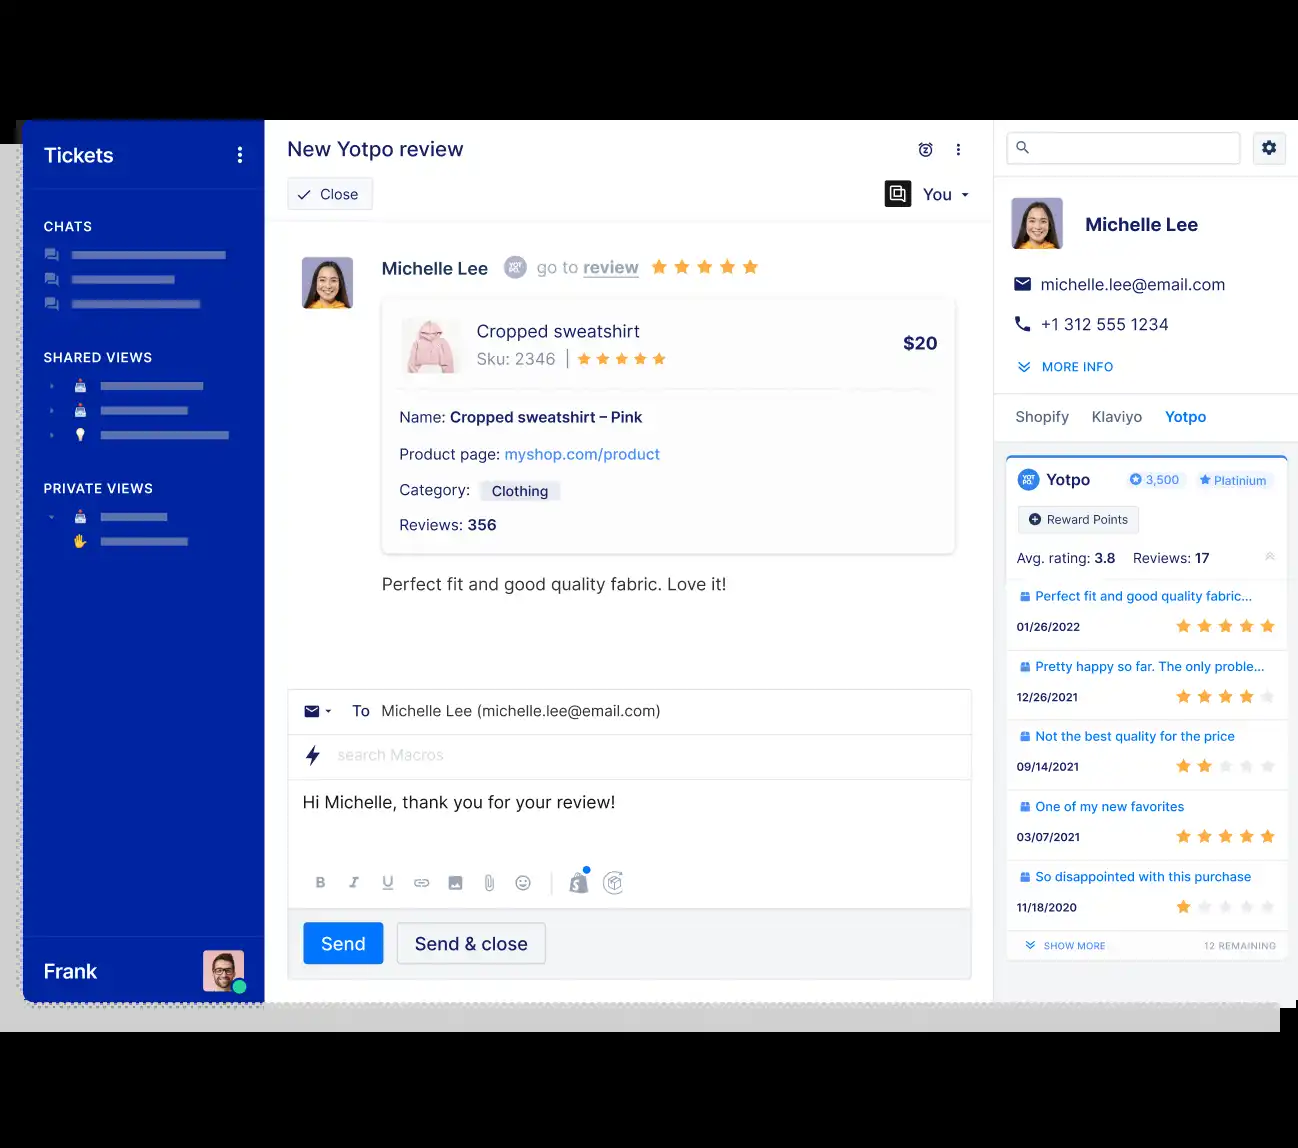 Tickets
CHATS
SHARED VIEWS
PRIVATE VIEWS
Frank
New Yotpo review
Close
You
Michelle Lee YOTPO. go to review
Cropped sweatshirt
Sku: 2346
$20
Name: Cropped sweatshirt – Pink
Product page: myshop.com/product
Category: Clothing
Reviews: 356
Perfect fit and good quality fabric. Love it!
To Michelle Lee (michelle.lee@email.com)
search Macros
Hi Michelle, thank you for your review!
B I U
Send
Send & close
Michelle Lee
michelle.lee@email.com
+1 312 555 1234
MORE INFO
Shopify Klaviyo Yotpo
YOTPO. Yotpo 3,500 Platinium
Reward Points
Avg. rating: 3.8 Reviews: 17
Perfect fit and good quality fabric...
01/26/2022
Pretty happy so far. The only proble...
12/26/2021
Not the best quality for the price
09/14/2021
One of my new favorites
03/07/2021
So disappointed with this purchase
11/18/2020
SHOW MORE 12 REMAINING